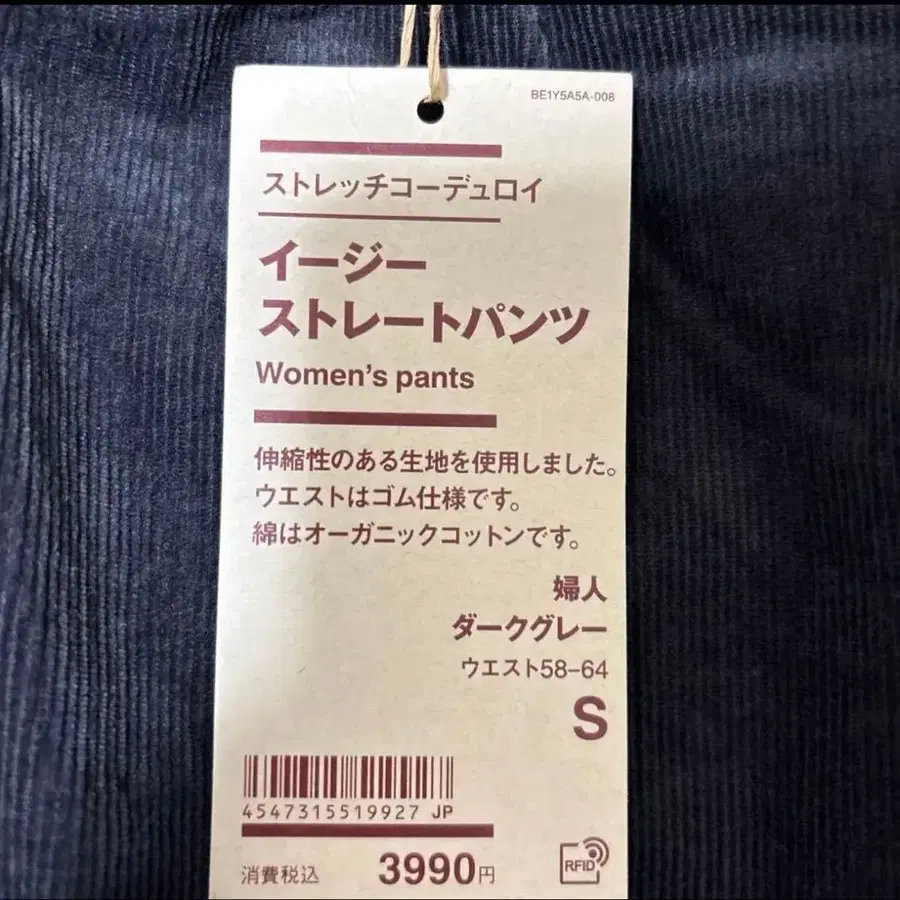 BE1Y5A5A-008
ストレッチコーデュロイ
イージー
ストレートパンツ
Women's pants
伸縮性のある生地を使用しました。
ウエストはゴム仕様です。
綿はオーガニックコットンです。
婦人
ダークグレー
ウエスト58-64
S
4547315519927 JP
消費税込 3990円
RFID